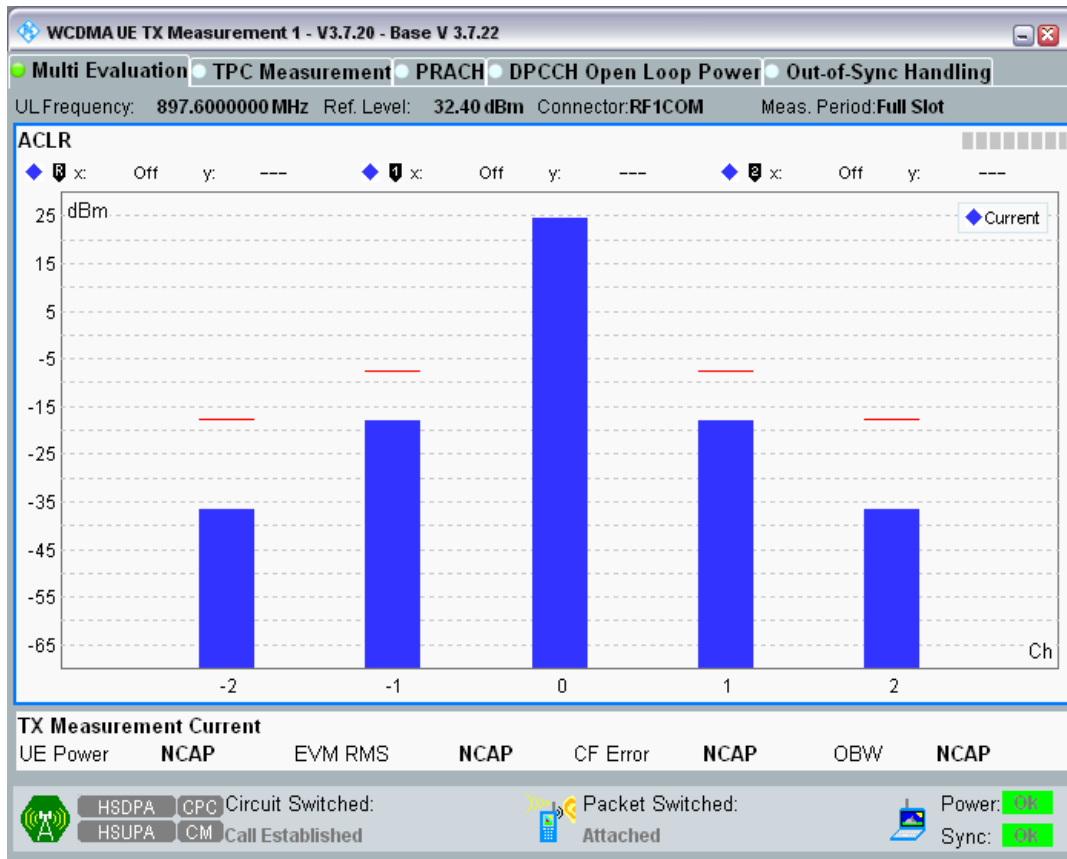 WCDMA UE TX Measurement 1 - V3.7.20 - Base V 3.7.22
Multi Evaluation TPC Measurement PRACH DPCCH Open Loop Power Out-of-Sync Handling
UL Frequency: 897.6000000 MHz Ref. Level: 32.40 dBm Connector:RF1COM Meas. Period:Full Slot
ACLR
R x: Off y: --- 1 x: Off y: --- 2 x: Off y: ---
dBm
Current
25
15
5
-5
-15
-25
-35
-45
-55
-65
Ch
-2 -1 0 1 2
TX Measurement Current
UE Power NCAP EVM RMS NCAP CF Error NCAP OBW NCAP
HSDPA CPC Circuit Switched: Packet Switched: Power: Ok
HSUPA CM Call Established Attached Sync: Ok